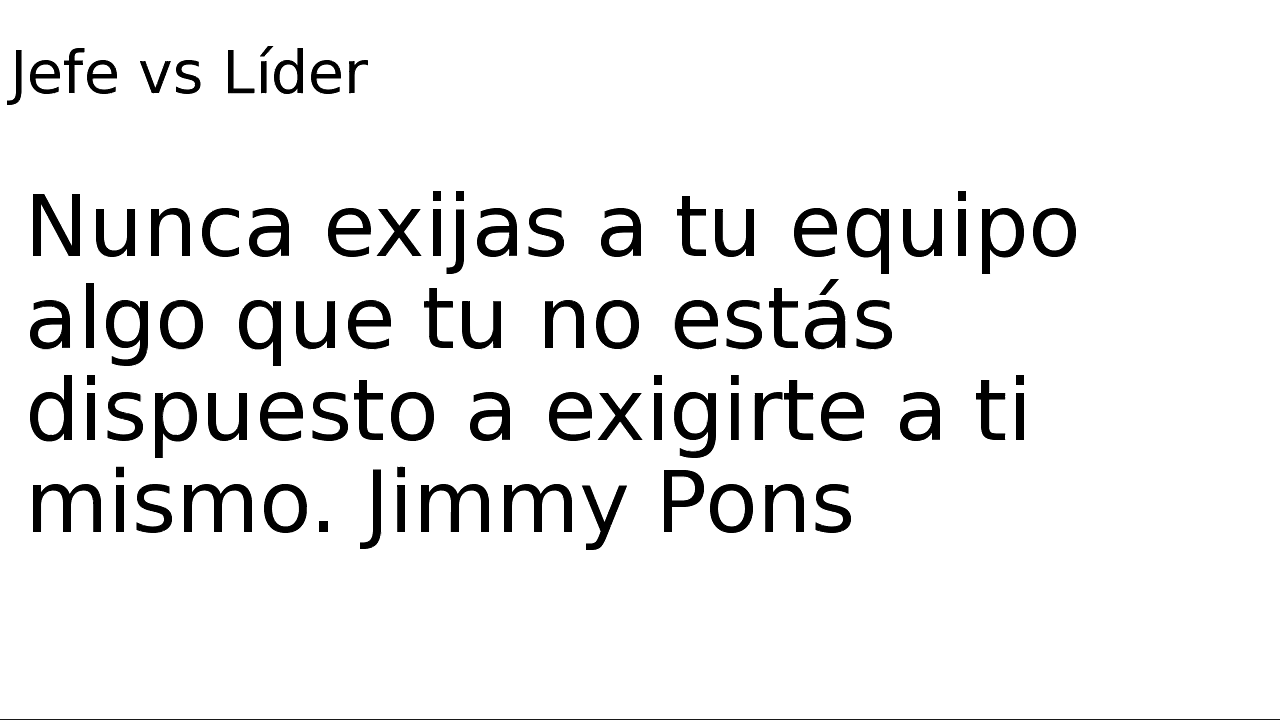 Jefe vs Líder
Nunca exijas a tu equipo
algo que tu no estás
dispuesto a exigirte a ti
mismo. Jimmy Pons